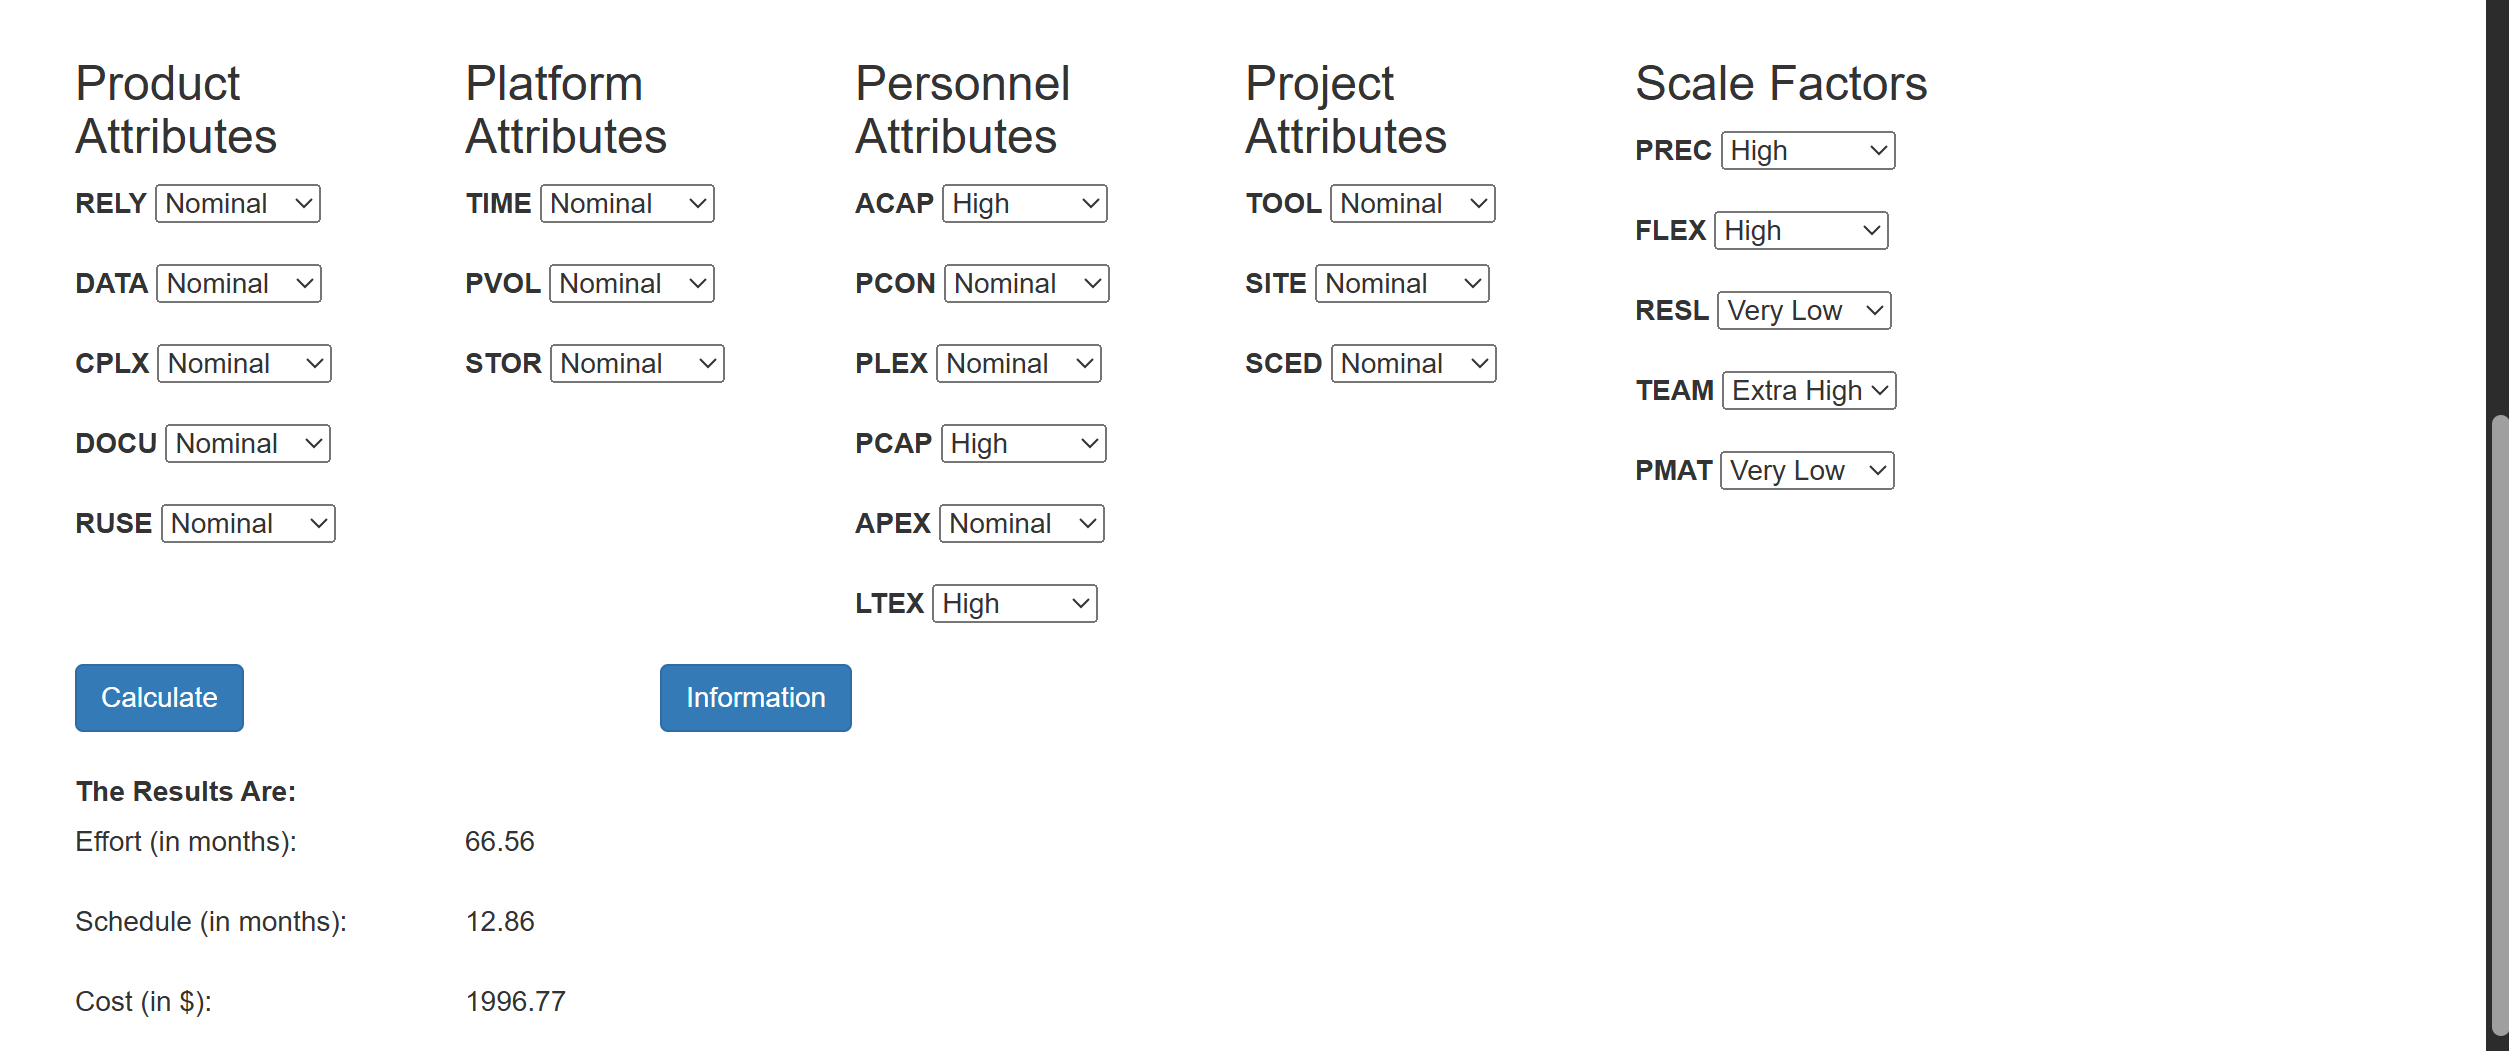 Product
Attributes
RELY Nominal
DATA Nominal
CPLX Nominal
DOCU Nominal
RUSE Nominal
Platform
Attributes
TIME Nominal
PVOL Nominal
STOR Nominal
Personnel
Attributes
ACAP High
PCON Nominal
PLEX Nominal
PCAP High
APEX Nominal
LTEX High
Project
Attributes
TOOL Nominal
SITE Nominal
SCED Nominal
Scale Factors
PREC High
FLEX High
RESL Very Low
TEAM Extra High
PMAT Very Low
Calculate
Information
The Results Are:
Effort (in months): 66.56
Schedule (in months): 12.86
Cost (in $): 1996.77